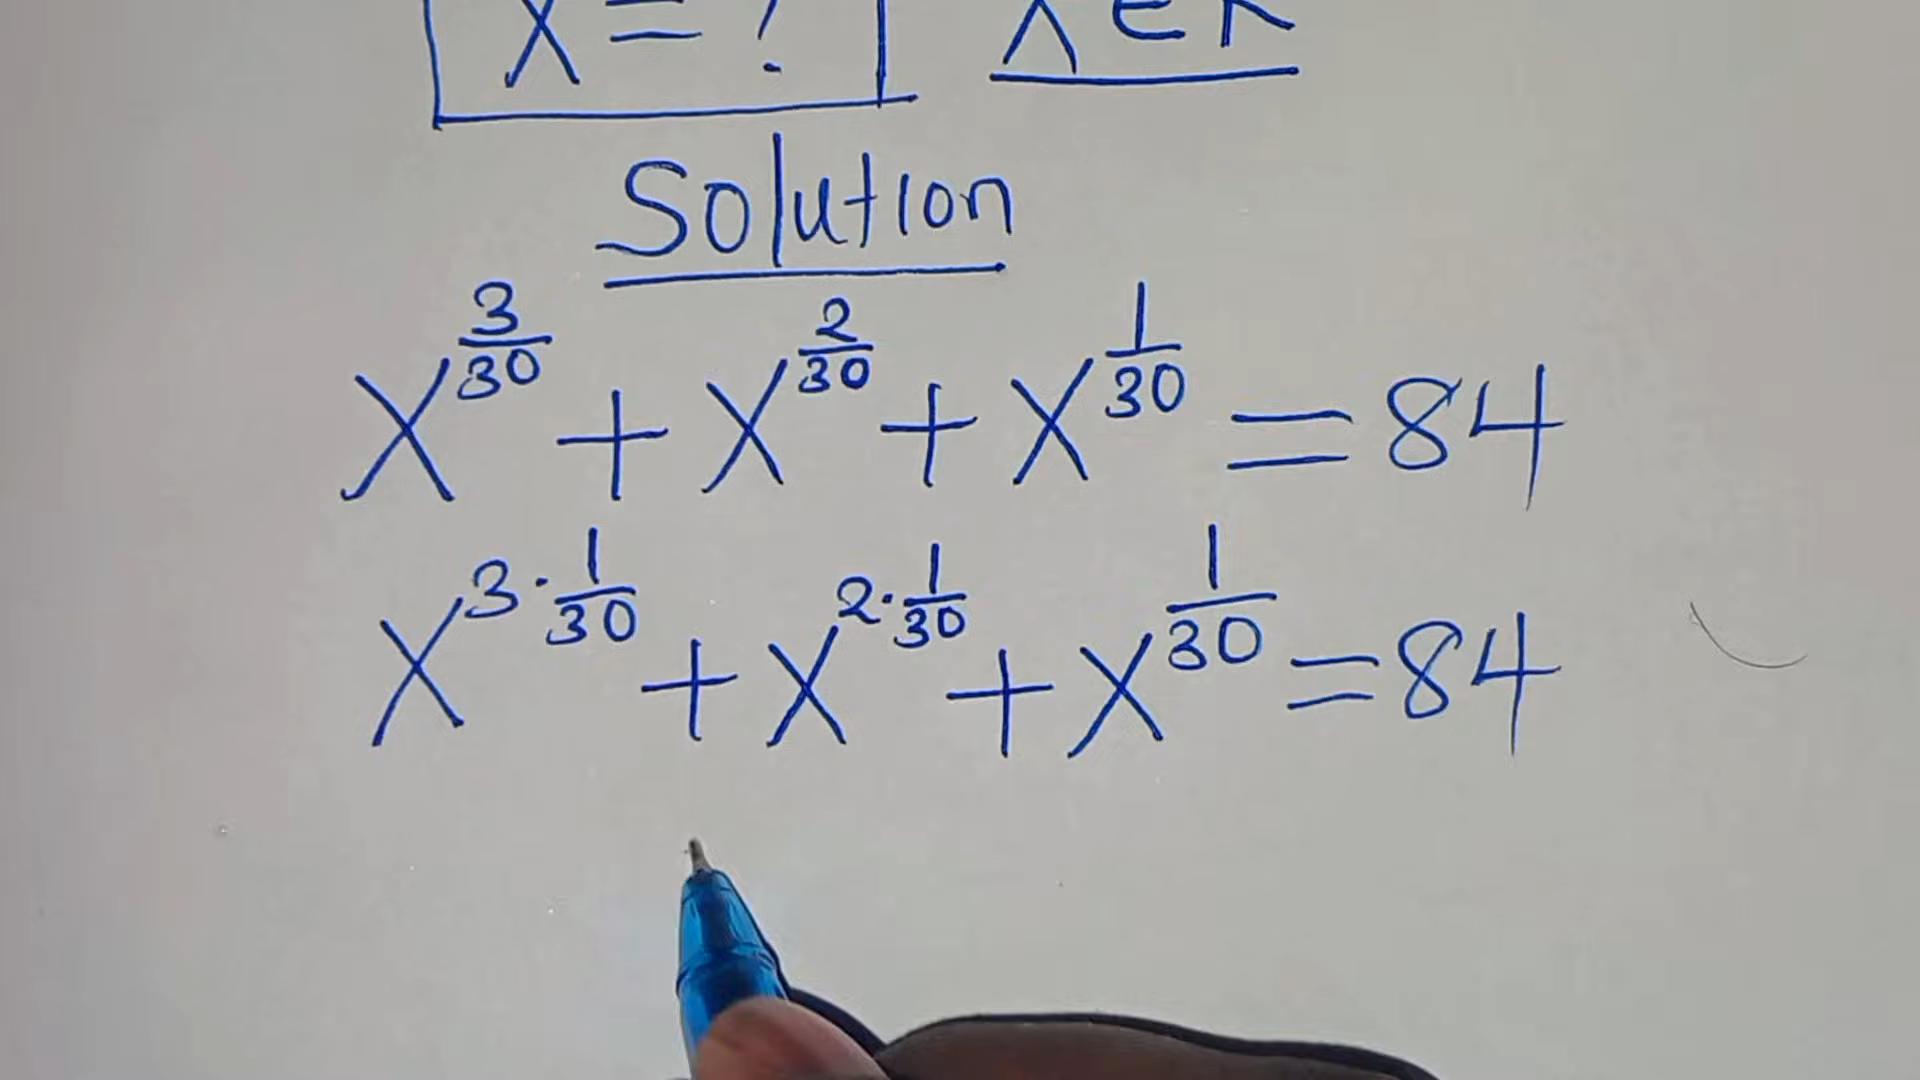 X = ? X ∈ R
Solution
X^{3/30} + X^{2/30} + X^{1/30} = 84
X^{3·1/30} + X^{2·1/30} + X^{1/30} = 84